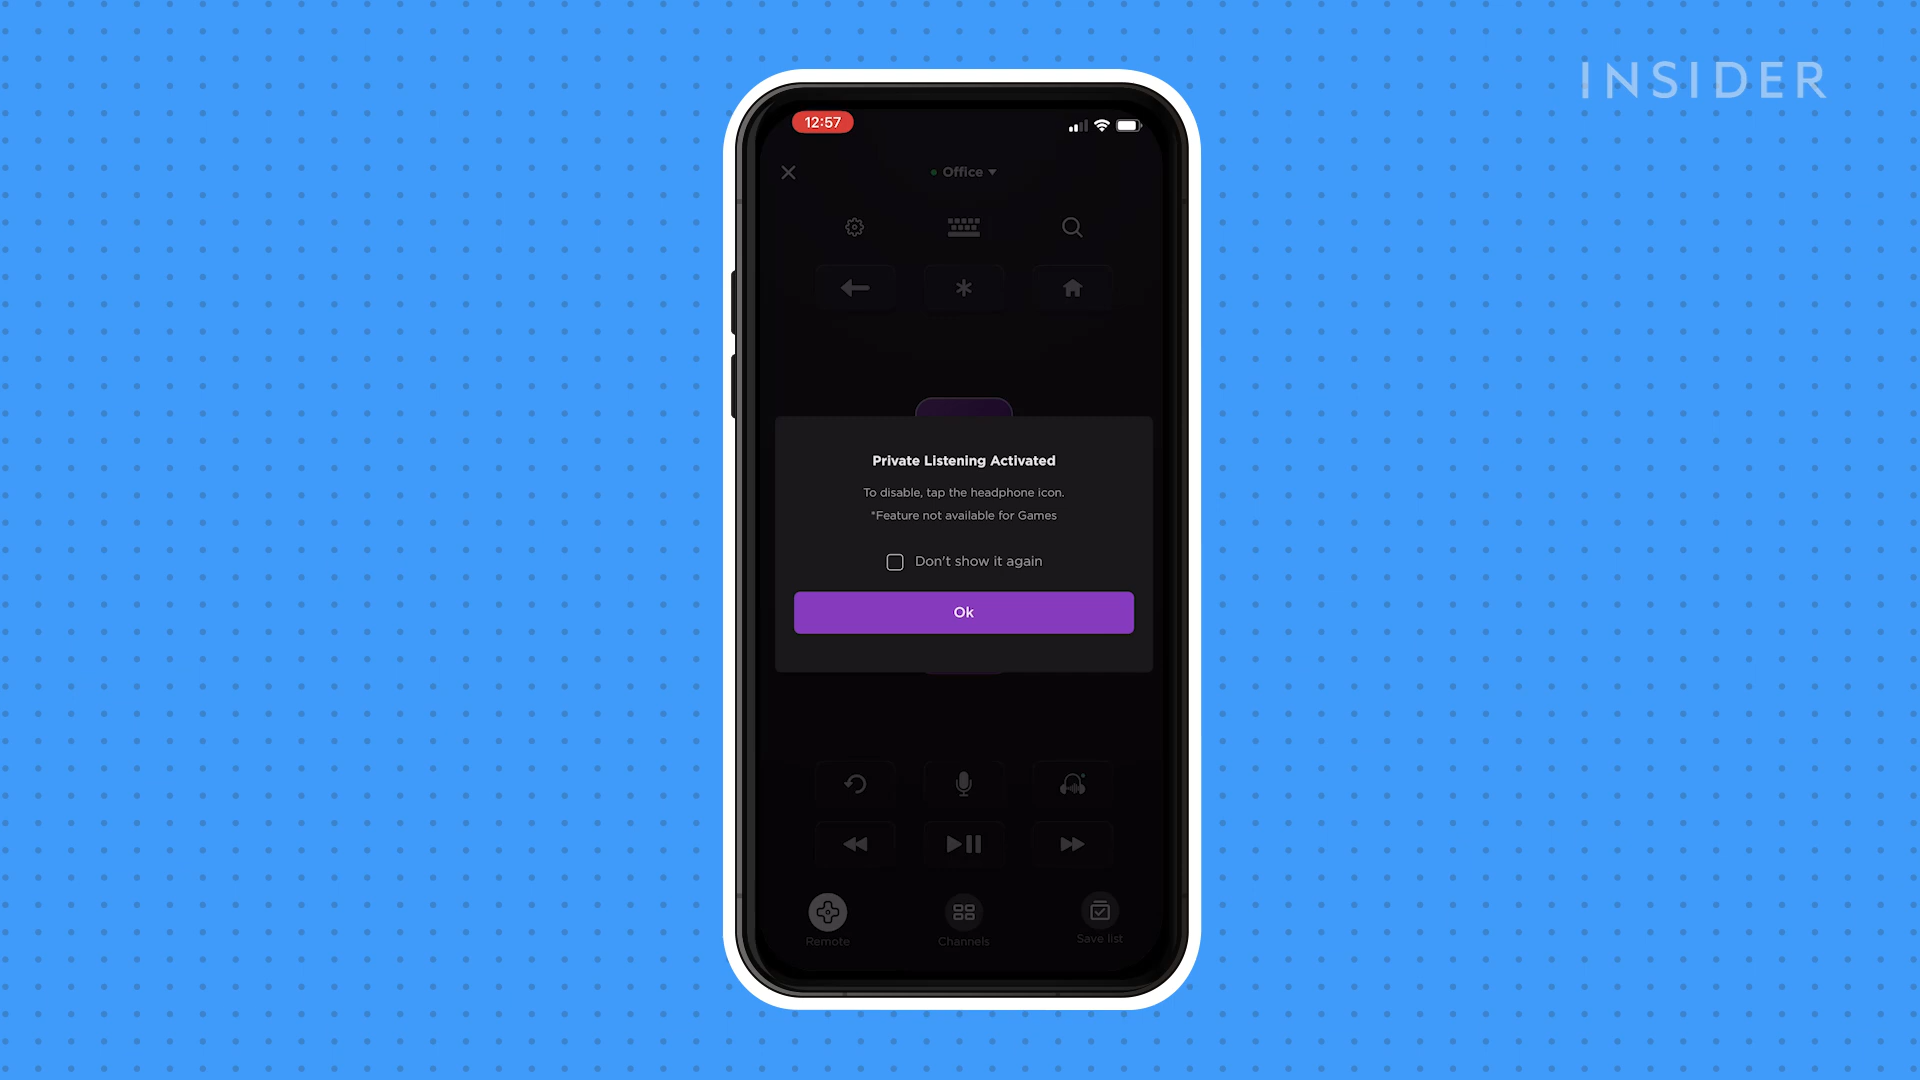 INSIDER
12:57
Office
Private Listening Activated
To disable, tap the headphone icon.
*Feature not available for Games
Don't show it again
Ok
Remote
Channels
Save list